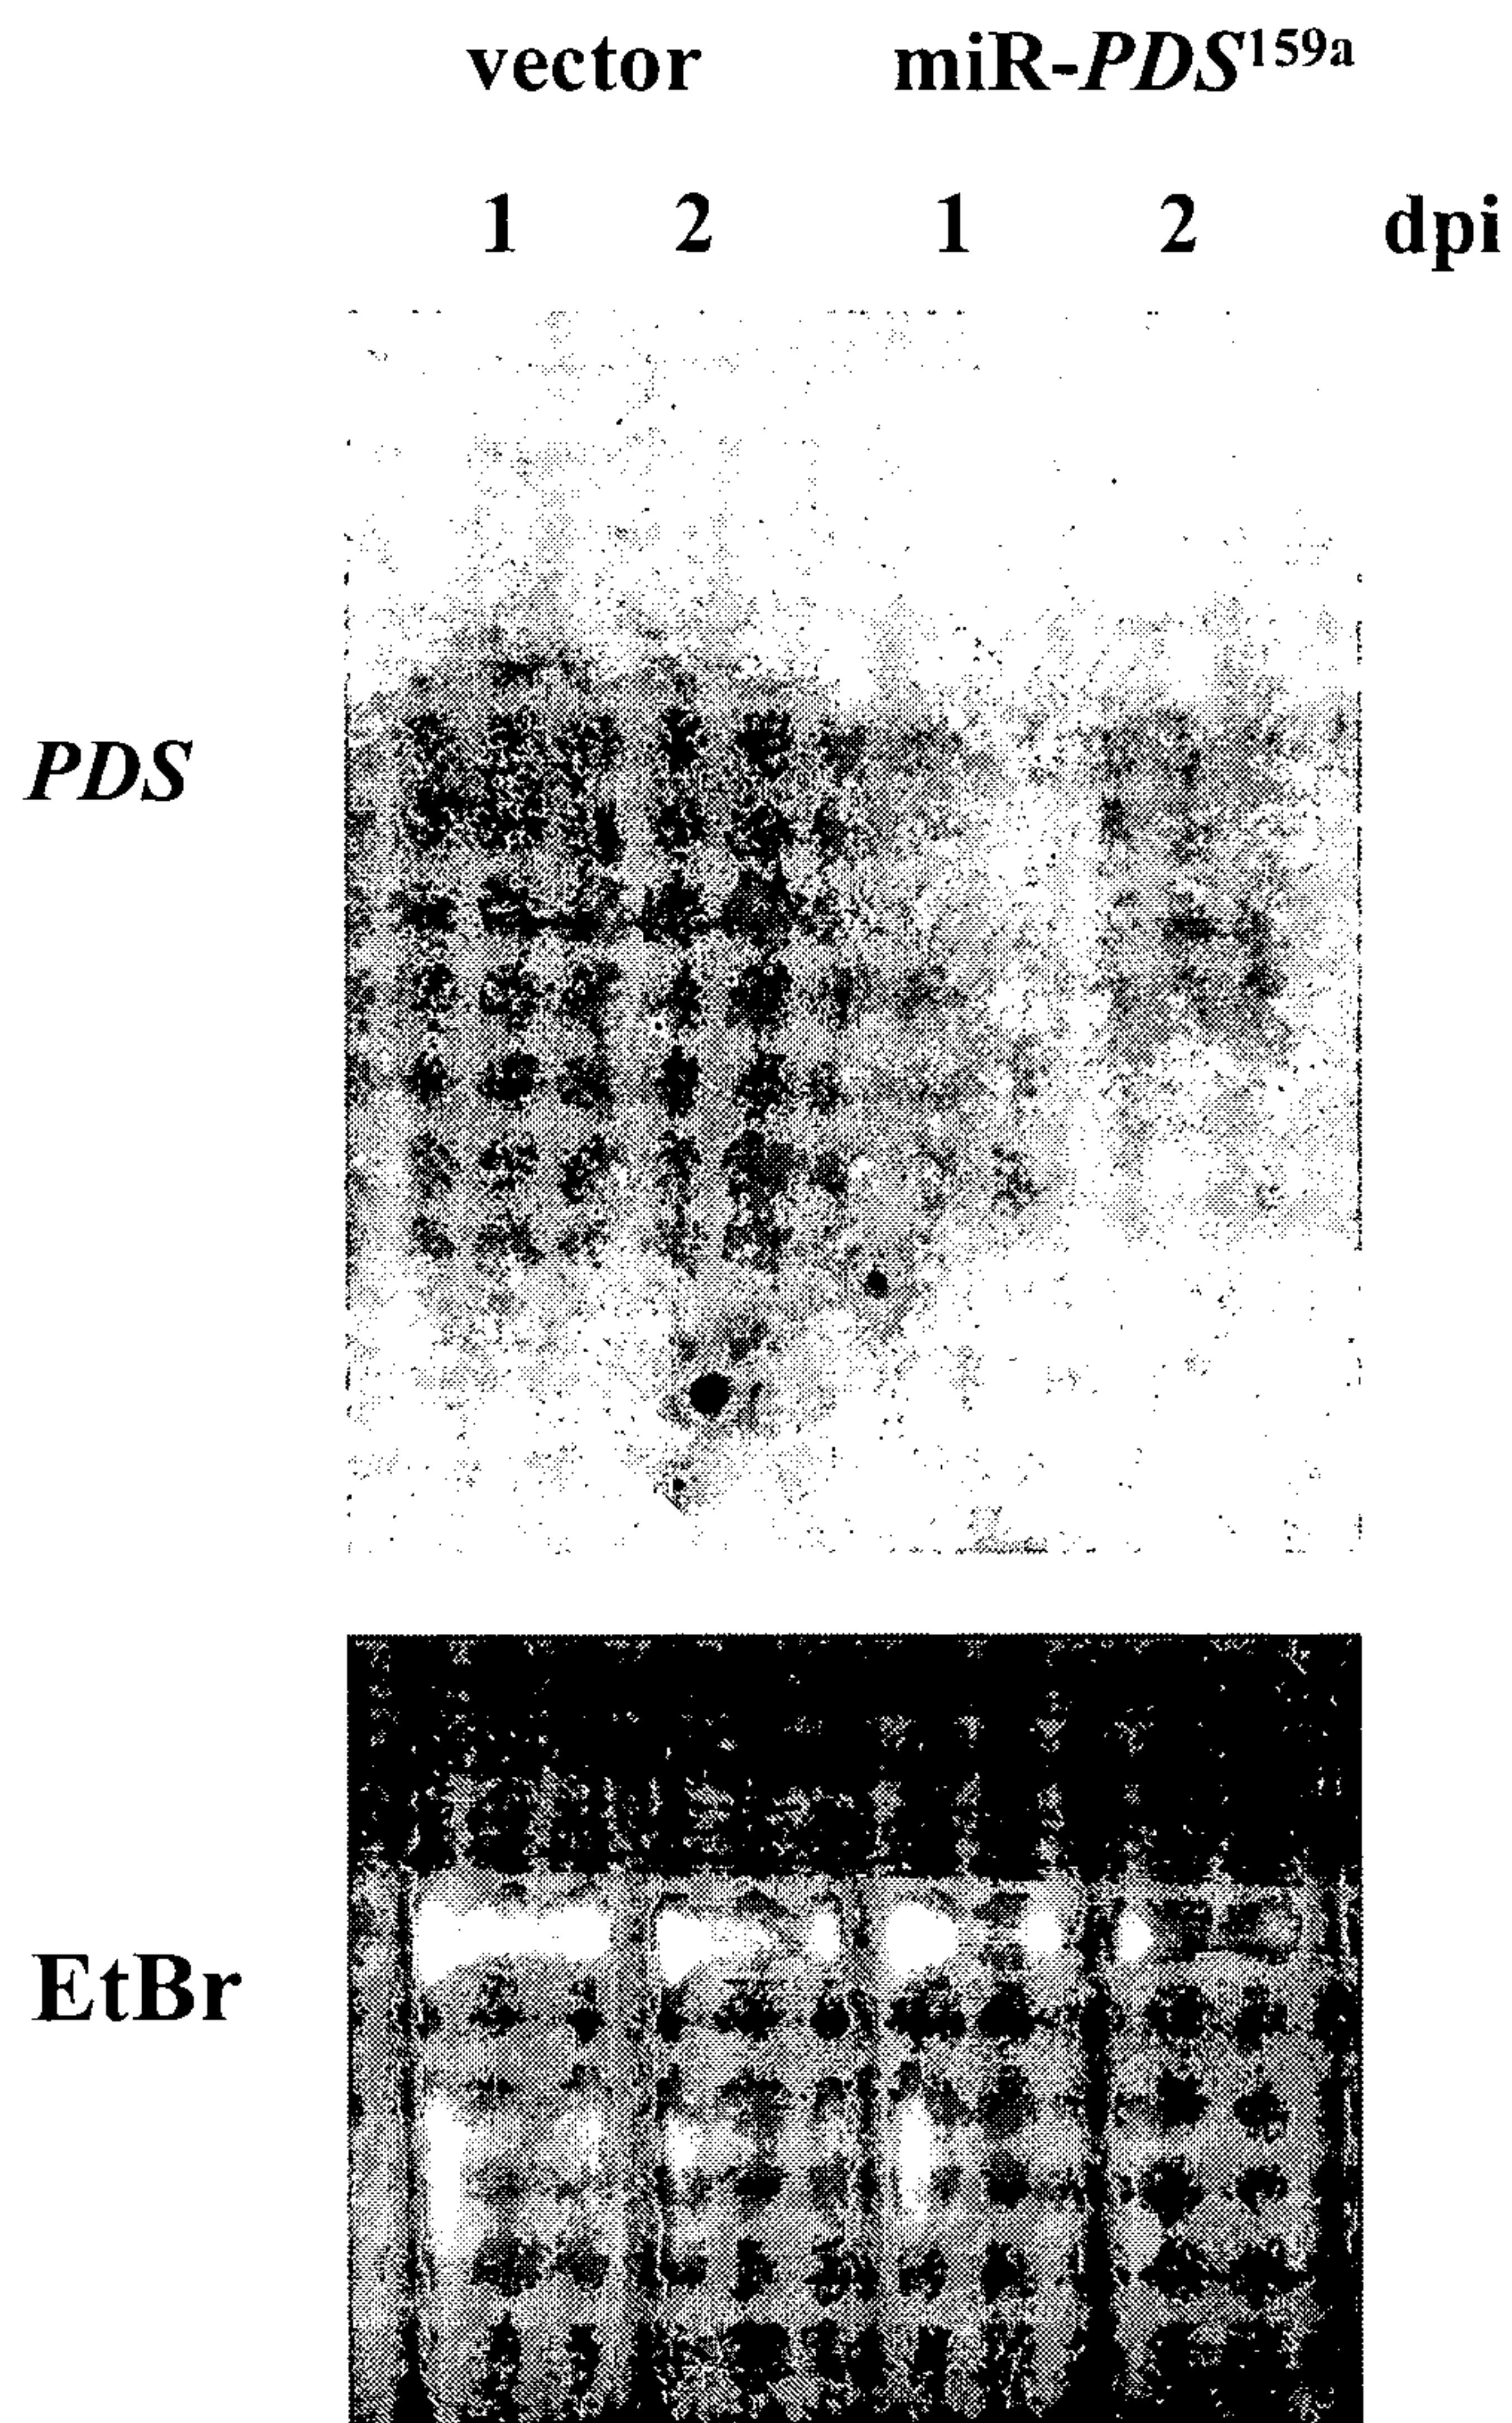 vector miR-PDS¹⁵⁹ᵃ
1 2 1 2 dpi
PDS
EtBr